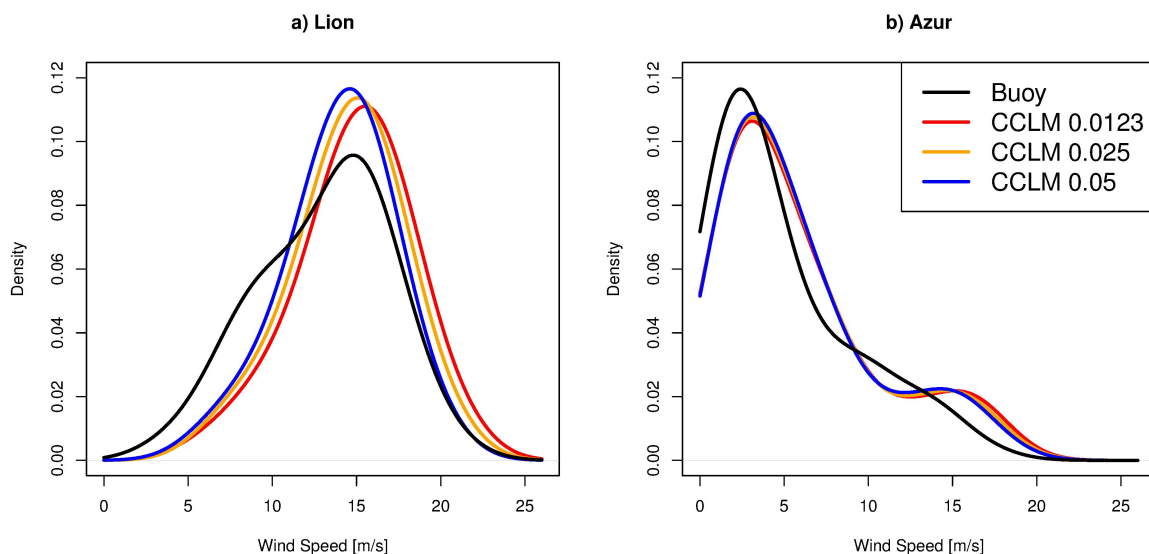 a) Lion
Density
0.00 0.02 0.04 0.06 0.08 0.10 0.12
0 5 10 15 20 25
Wind Speed [m/s]
b) Azur
Density
0.00 0.02 0.04 0.06 0.08 0.10 0.12
Buoy
CCLM 0.0123
CCLM 0.025
CCLM 0.05
0 5 10 15 20 25
Wind Speed [m/s]